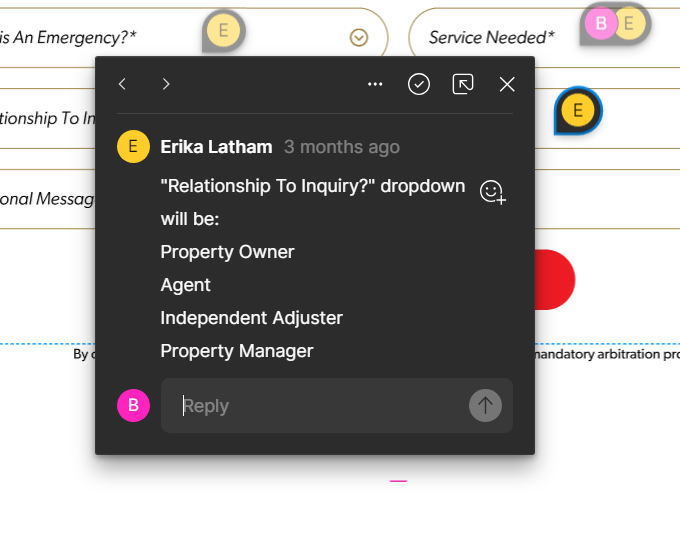 is An Emergency?*
E
Service Needed*
B E
tionship To In
E
E Erika Latham 3 months ago
"Relationship To Inquiry?" dropdown
will be:
Property Owner
Agent
Independent Adjuster
Property Manager
onal Messag
By
mandatory arbitration pro
B Reply